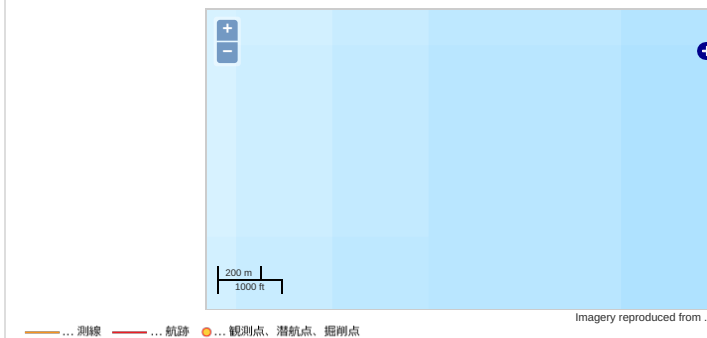 +
−
200 m
1000 ft
Imagery reproduced from .
... 測線 ... 航跡 ... 観測点、潜航点、掘削点